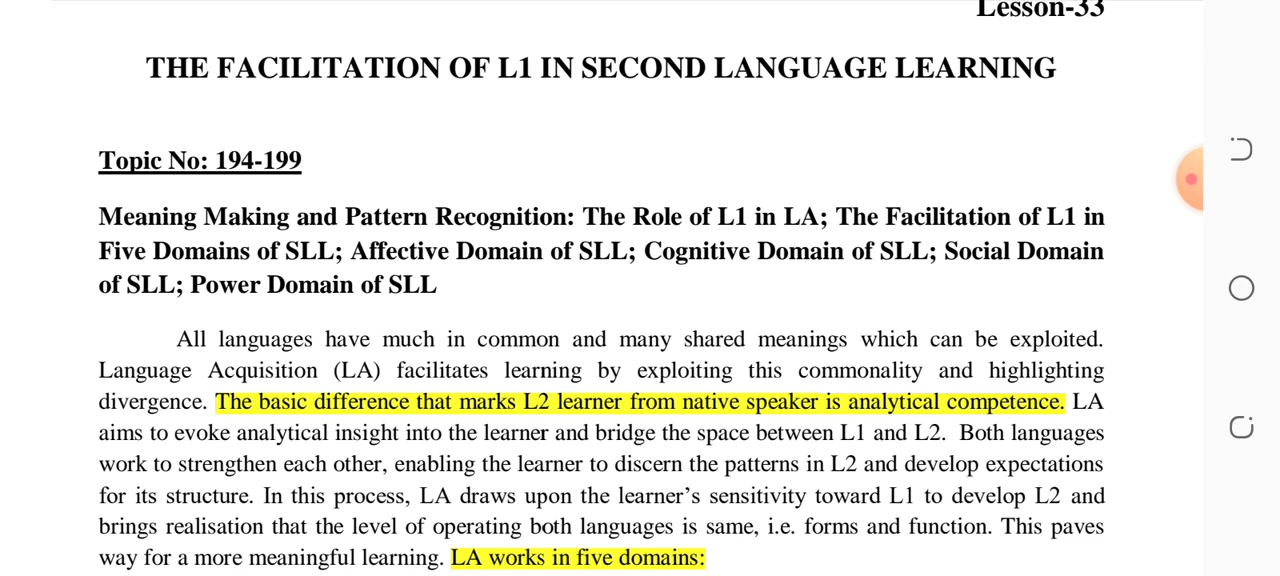 Lesson-33
THE FACILITATION OF L1 IN SECOND LANGUAGE LEARNING
Topic No: 194-199
Meaning Making and Pattern Recognition: The Role of L1 in LA; The Facilitation of L1 in
Five Domains of SLL; Affective Domain of SLL; Cognitive Domain of SLL; Social Domain
of SLL; Power Domain of SLL
All languages have much in common and many shared meanings which can be exploited.
Language Acquisition (LA) facilitates learning by exploiting this commonality and highlighting
divergence. The basic difference that marks L2 learner from native speaker is analytical competence. LA
aims to evoke analytical insight into the learner and bridge the space between L1 and L2. Both languages
work to strengthen each other, enabling the learner to discern the patterns in L2 and develop expectations
for its structure. In this process, LA draws upon the learner's sensitivity toward L1 to develop L2 and
brings realisation that the level of operating both languages is same, i.e. forms and function. This paves
way for a more meaningful learning. LA works in five domains: